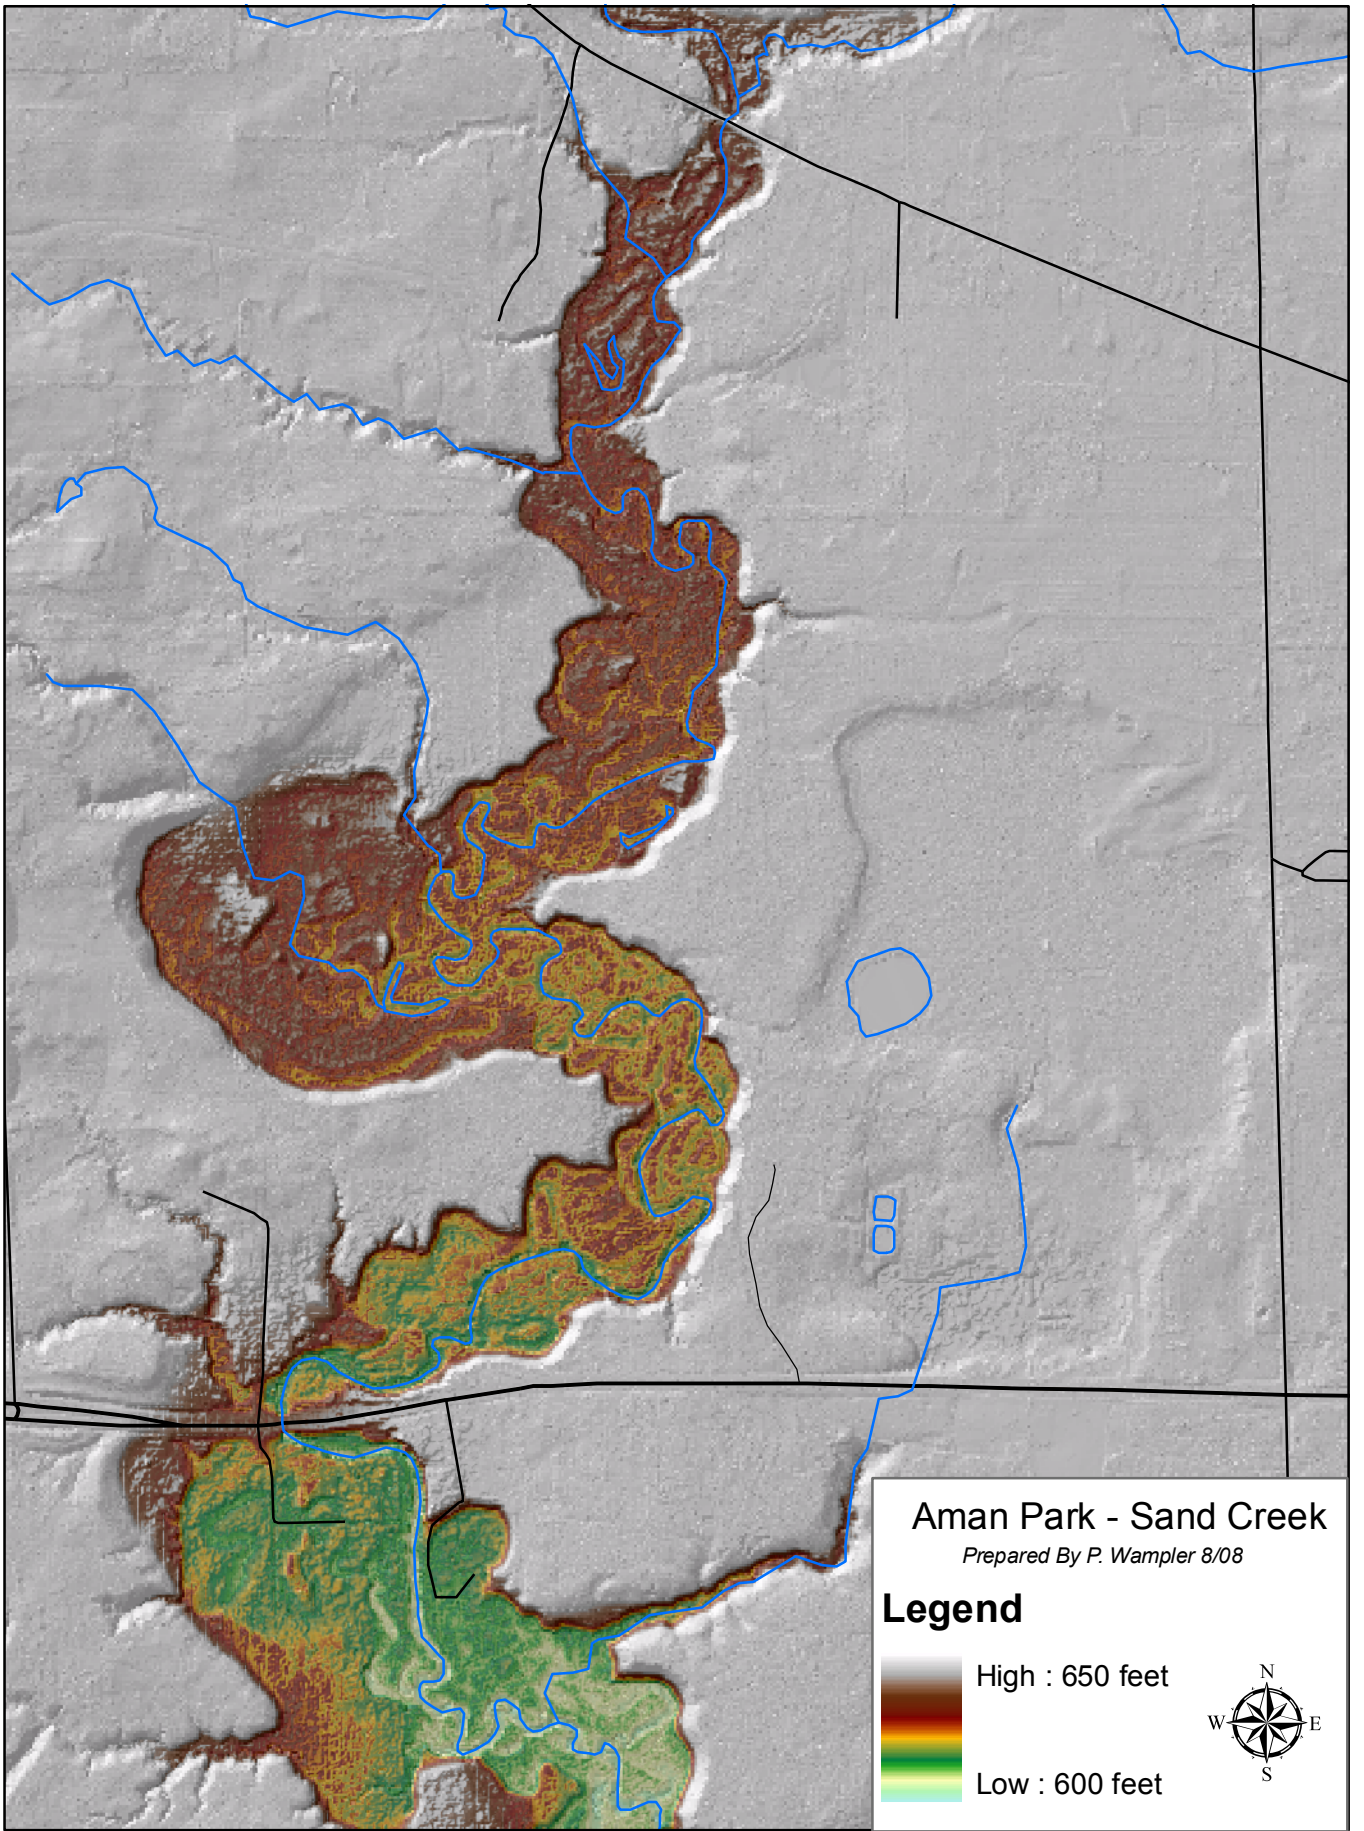 Aman Park - Sand Creek
Prepared By P. Wampler 8/08
Legend
High : 650 feet
Low : 600 feet
N
W E
S